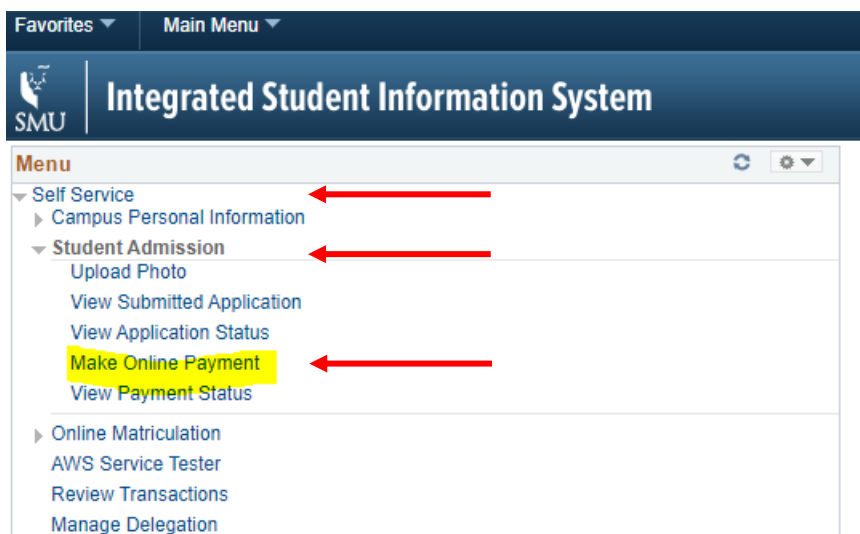 Favorites Main Menu
SMU Integrated Student Information System
Menu
Self Service
Campus Personal Information
Student Admission
Upload Photo
View Submitted Application
View Application Status
Make Online Payment
View Payment Status
Online Matriculation
AWS Service Tester
Review Transactions
Manage Delegation